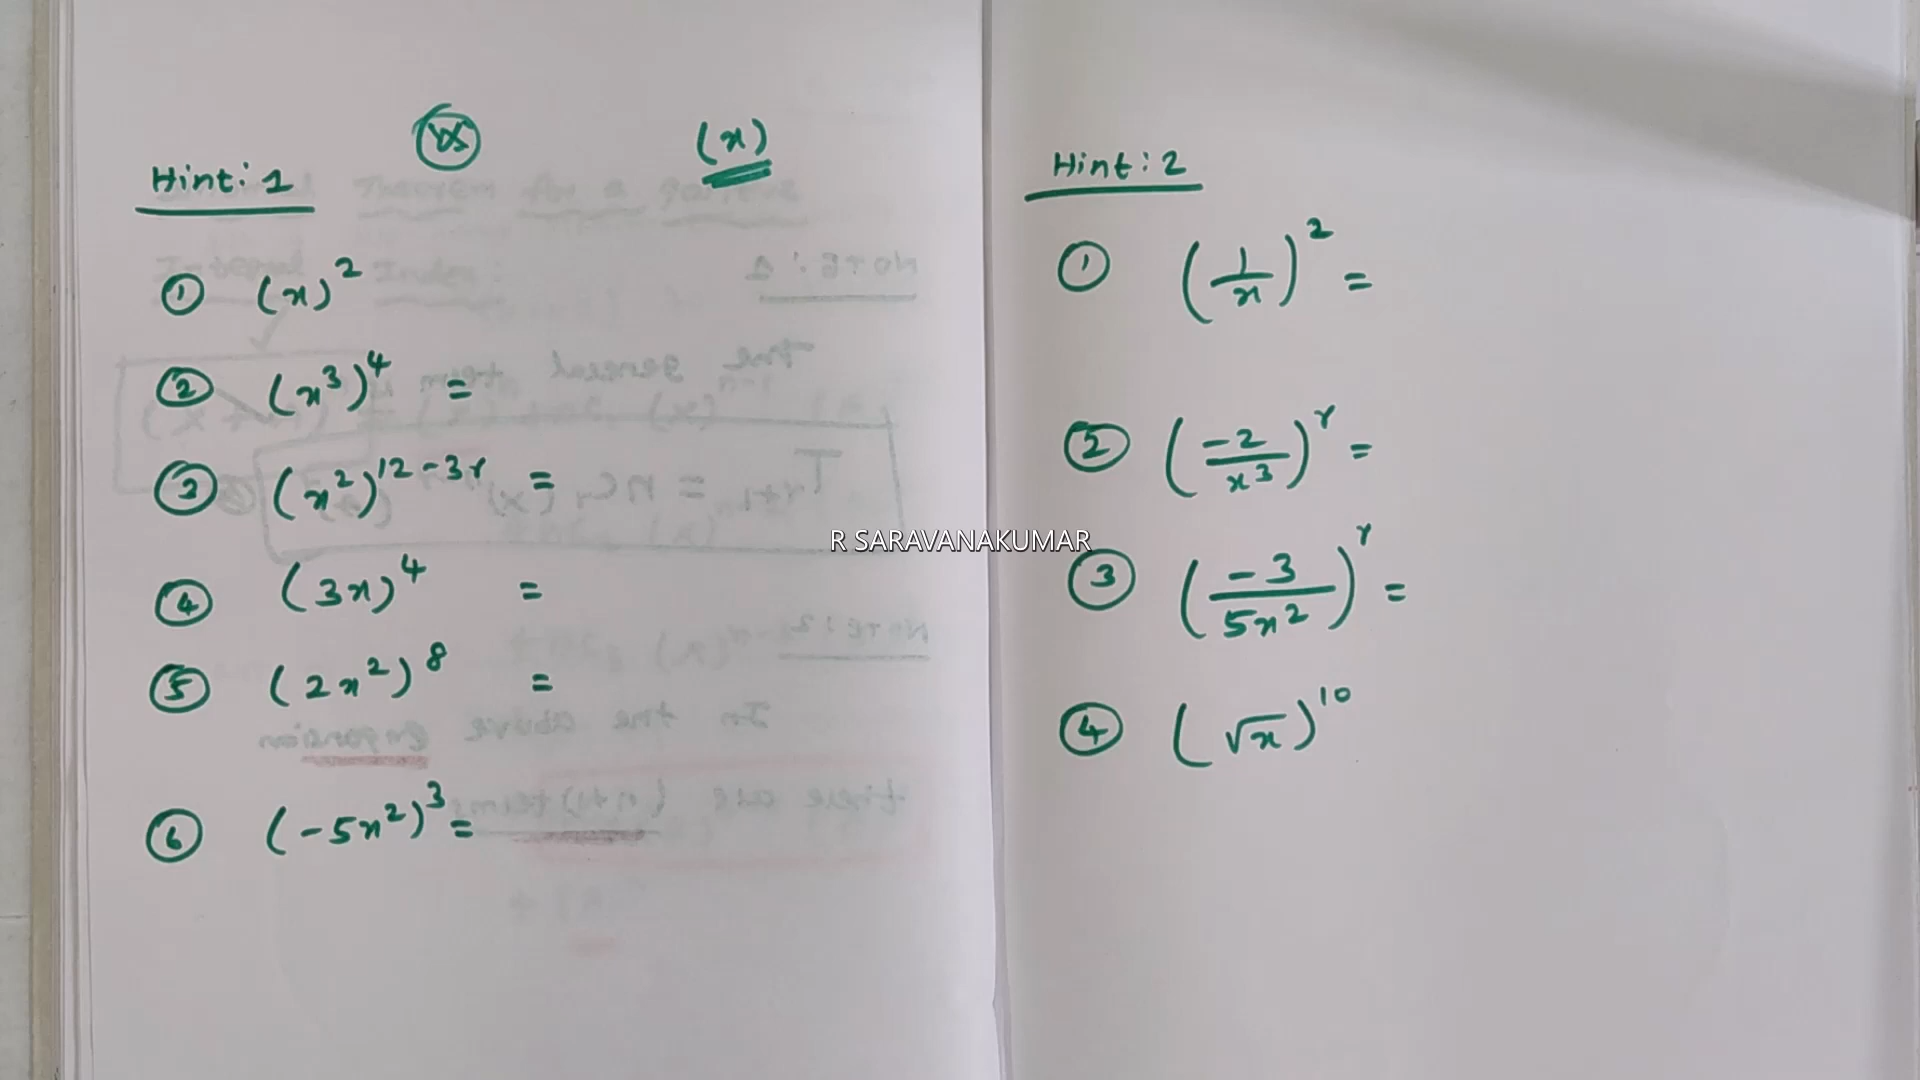 (x)
Hint: 1
① (x)²
② (x³)⁴ =
③ (x²)¹²⁻³ʳ =
④ (3x)⁴ =
⑤ (2x²)⁸ =
⑥ (-5x²)³ =
Hint: 2
① (1/x)² =
② (-2/x³)ʳ =
③ (-3/5x²)ʳ =
④ (√x)¹⁰
R SARAVANAKUMAR